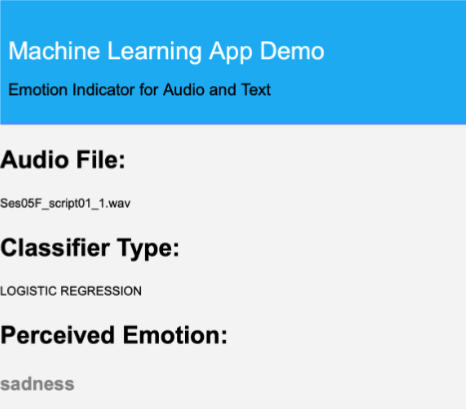 Machine Learning App Demo
Emotion Indicator for Audio and Text
Audio File:
Ses05F_script01_1.wav
Classifier Type:
LOGISTIC REGRESSION
Perceived Emotion:
sadness